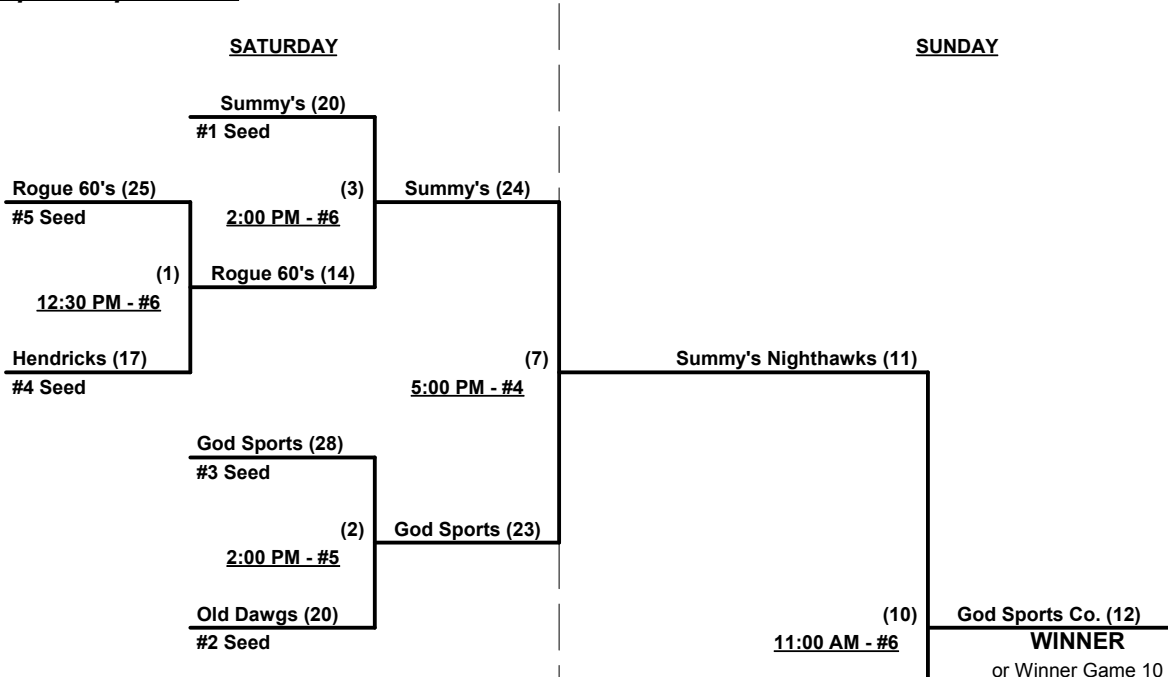 SATURDAY
SUNDAY
Summy's (20)
#1 Seed
Rogue 60's (25)
(3)
Summy's (24)
#5 Seed
2:00 PM - #6
(1)
Rogue 60's (14)
12:30 PM - #6
Hendricks (17)
(7)
Summy's Nighthawks (11)
#4 Seed
5:00 PM - #4
God Sports (28)
#3 Seed
(2)
God Sports (23)
2:00 PM - #5
Old Dawgs (20)
(10)
God Sports Co. (12)
#2 Seed
11:00 AM - #6
WINNER
or Winner Game 10